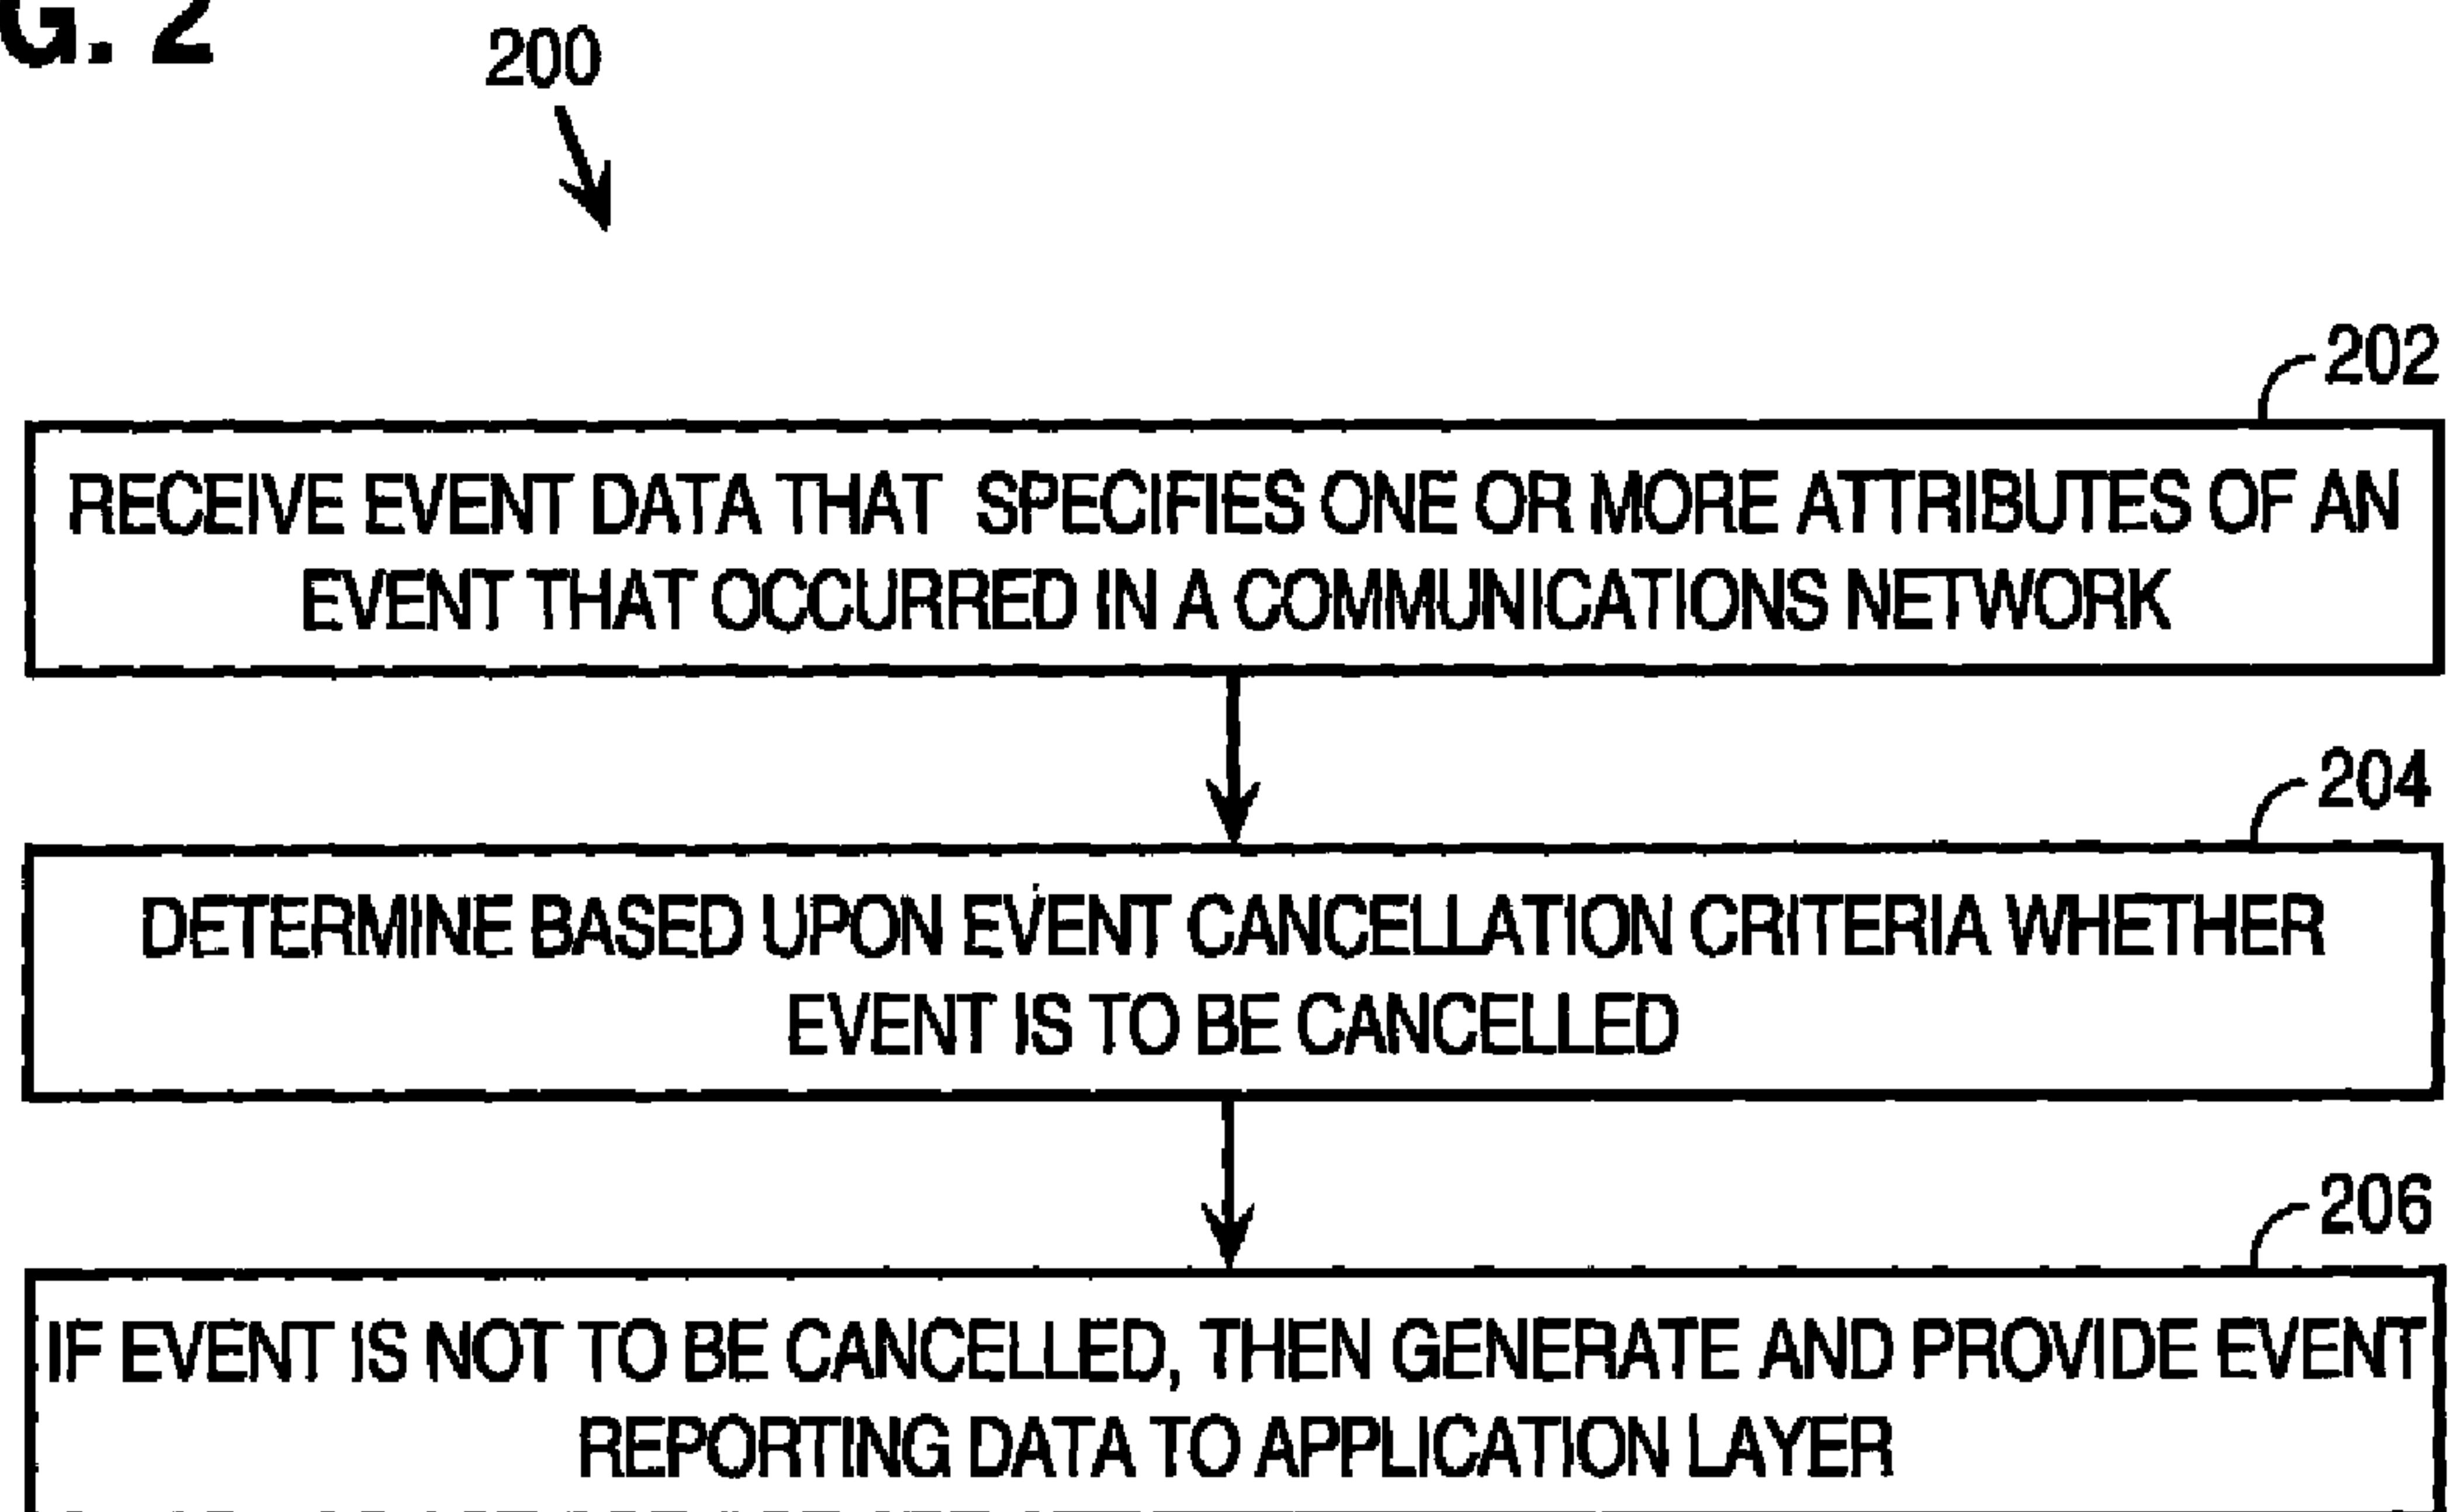 G. 2
200
202
RECEIVE EVENT DATA THAT SPECIFIES ONE OR MORE ATTRIBUTES OF AN
EVENT THAT OCCURRED IN A COMMUNICATIONS NETWORK
204
DETERMINE BASED UPON EVENT CANCELLATION CRITERIA WHETHER
EVENT IS TO BE CANCELLED
206
IF EVENT IS NOT TO BE CANCELLED, THEN GENERATE AND PROVIDE EVENT
REPORTING DATA TO APPLICATION LAYER